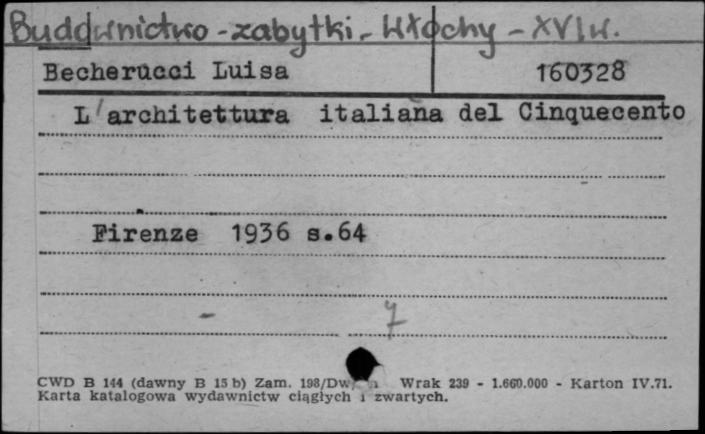 Budownictwo - zabytki - Włochy - XVI w.
Becherucci Luisa 160328
L'architettura italiana del Cinquecento
Firenze 1936 s.64
7
CWD B 144 (dawny B 15 b) Zam. 198/Dw. Wrak 239 - 1.660.000 - Karton IV.71.
Karta katalogowa wydawnictw ciągłych i zwartych.